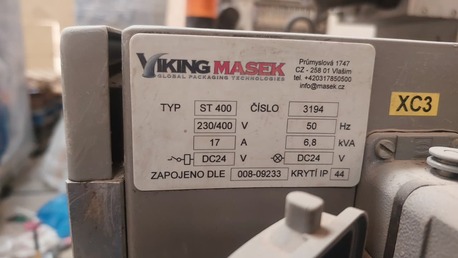 VIKING MASEK
GLOBAL PACKAGING TECHNOLOGIES
Průmyslová 1747
CZ - 258 01 Vlašim
tel. +420317850500
info@masek.cz
TYP ST 400 ČÍSLO 3194
230/400 V 50 Hz
17 A 6,8 kVA
DC24 V DC24 V
ZAPOJENO DLE 008-09233 KRYTÍ IP 44
XC3